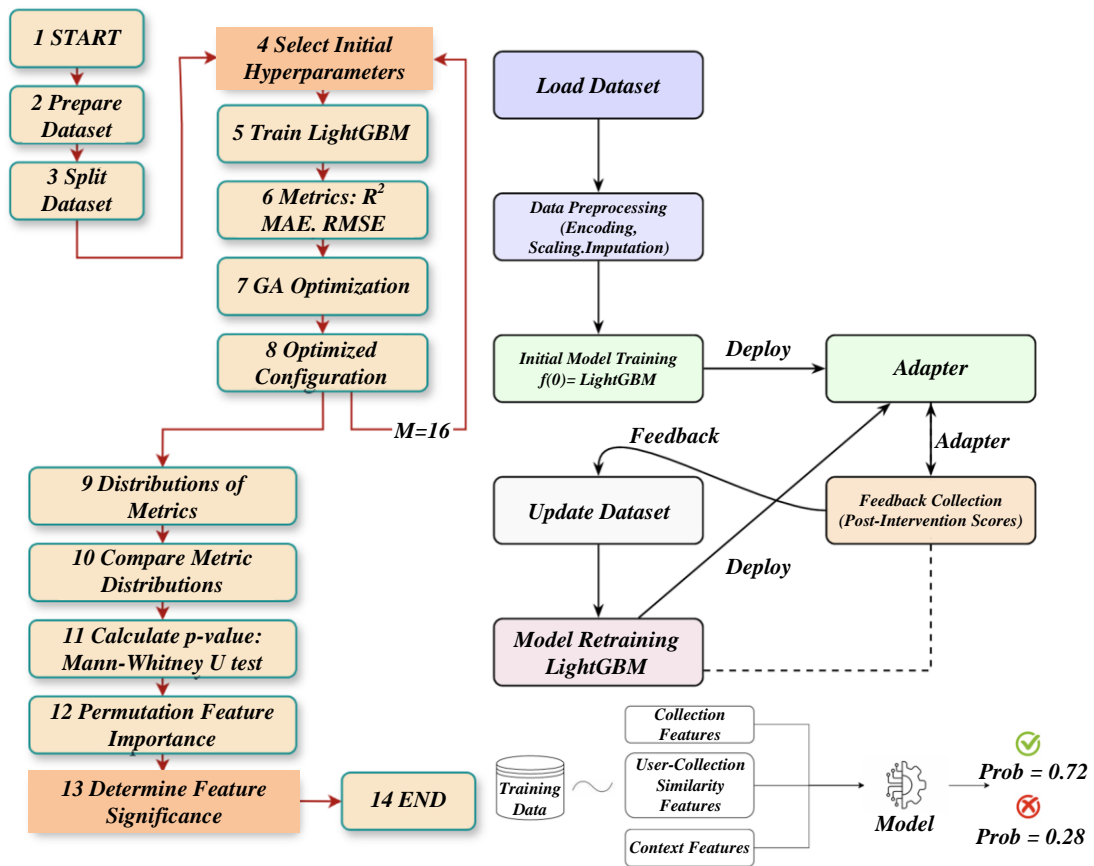 1 START
2 Prepare
Dataset
3 Split
Dataset
4 Select Initial
Hyperparameters
5 Train LightGBM
6 Metrics: R²
MAE. RMSE
7 GA Optimization
8 Optimized
Configuration
M=16
9 Distributions of
Metrics
10 Compare Metric
Distributions
11 Calculate p-value:
Mann-Whitney U test
12 Permutation Feature
Importance
13 Determine Feature
Significance
14 END
Load Dataset
Data Preprocessing
(Encoding,
Scaling.Imputation)
Initial Model Training
f(0)= LightGBM
Deploy
Adapter
Adapter
Feedback
Update Dataset
Feedback Collection
(Post-Intervention Scores)
Deploy
Model Retraining
LightGBM
Training
Data
Collection
Features
User-Collection
Similarity
Features
Context Features
Model
Prob = 0.72
Prob = 0.28